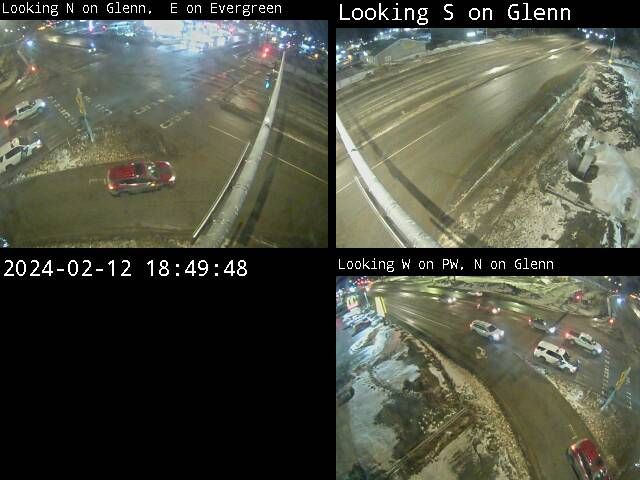 Looking N on Glenn, E on Evergreen
Looking S on Glenn
2024-02-12 18:49:48
Looking W on PW, N on Glenn